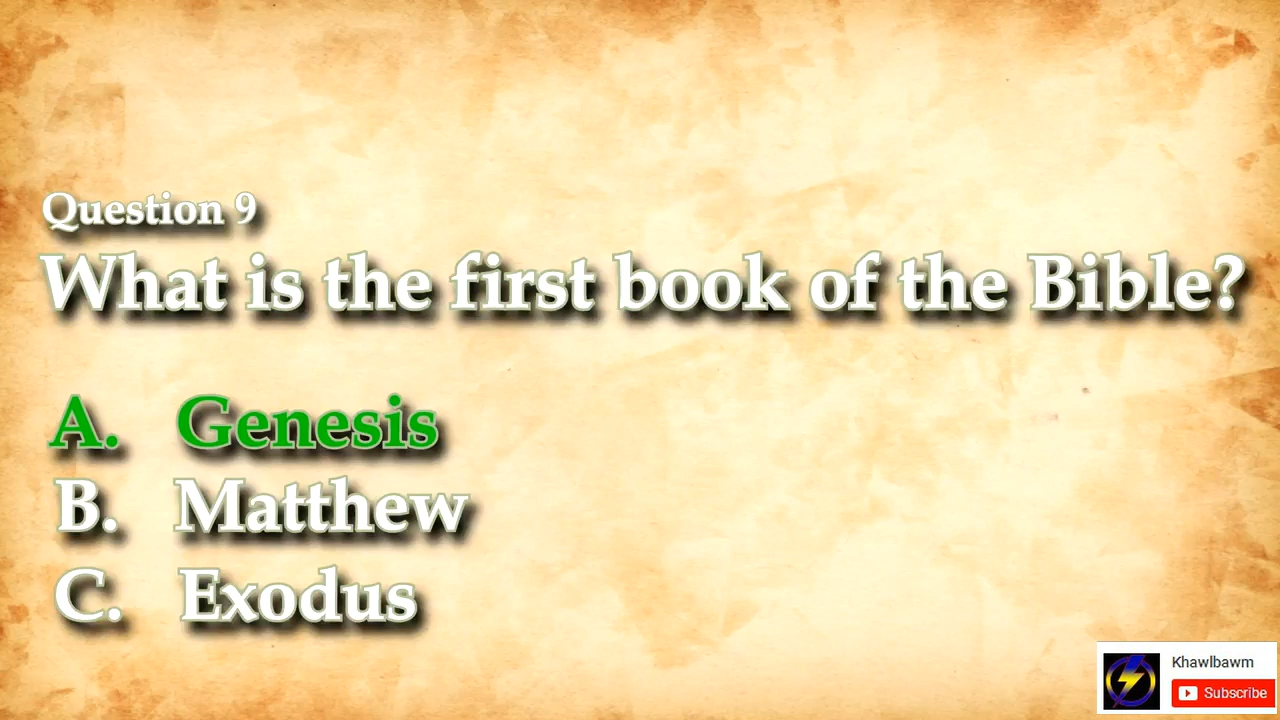 Question 9
What is the first book of the Bible?
A. Genesis
B. Matthew
C. Exodus
Khawlbawm
Subscribe